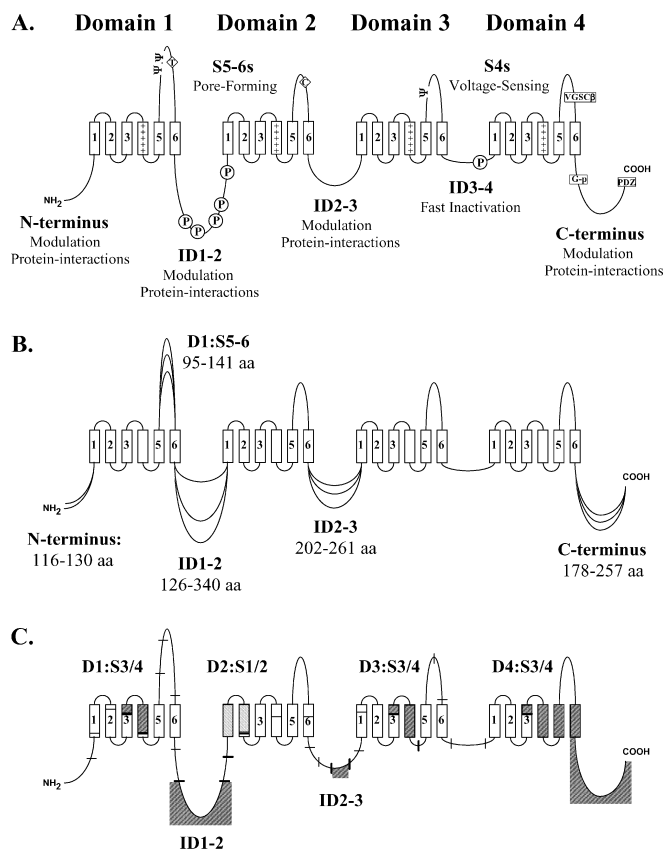 A.
Domain 1 Domain 2 Domain 3 Domain 4
Ψ Ψ T S5-6s C Ψ S4s VGSCβ
Pore-Forming Voltage-Sensing
1 2 3 ++++ 5 6 1 2 3 ++++ 5 6 1 2 3 ++++ 5 6 1 2 3 ++++ 5 6
P P P P P P
COOH
G-p PDZ
NH2
N-terminus
Modulation
Protein-interactions
ID1-2
Modulation
Protein-interactions
ID2-3
Modulation
Protein-interactions
ID3-4
Fast Inactivation
C-terminus
Modulation
Protein-interactions
B.
D1:S5-6
95-141 aa
1 2 3 5 6 1 2 3 5 6 1 2 3 5 6 1 2 3 5 6
NH2
COOH
N-terminus:
116-130 aa
ID1-2
126-340 aa
ID2-3
202-261 aa
C-terminus
178-257 aa
C.
D1:S3/4 D2:S1/2 D3:S3/4 D4:S3/4
1 2 3 5 6 3 5 6 1 2 3 5 6 1 2 3
NH2
COOH
ID2-3
ID1-2